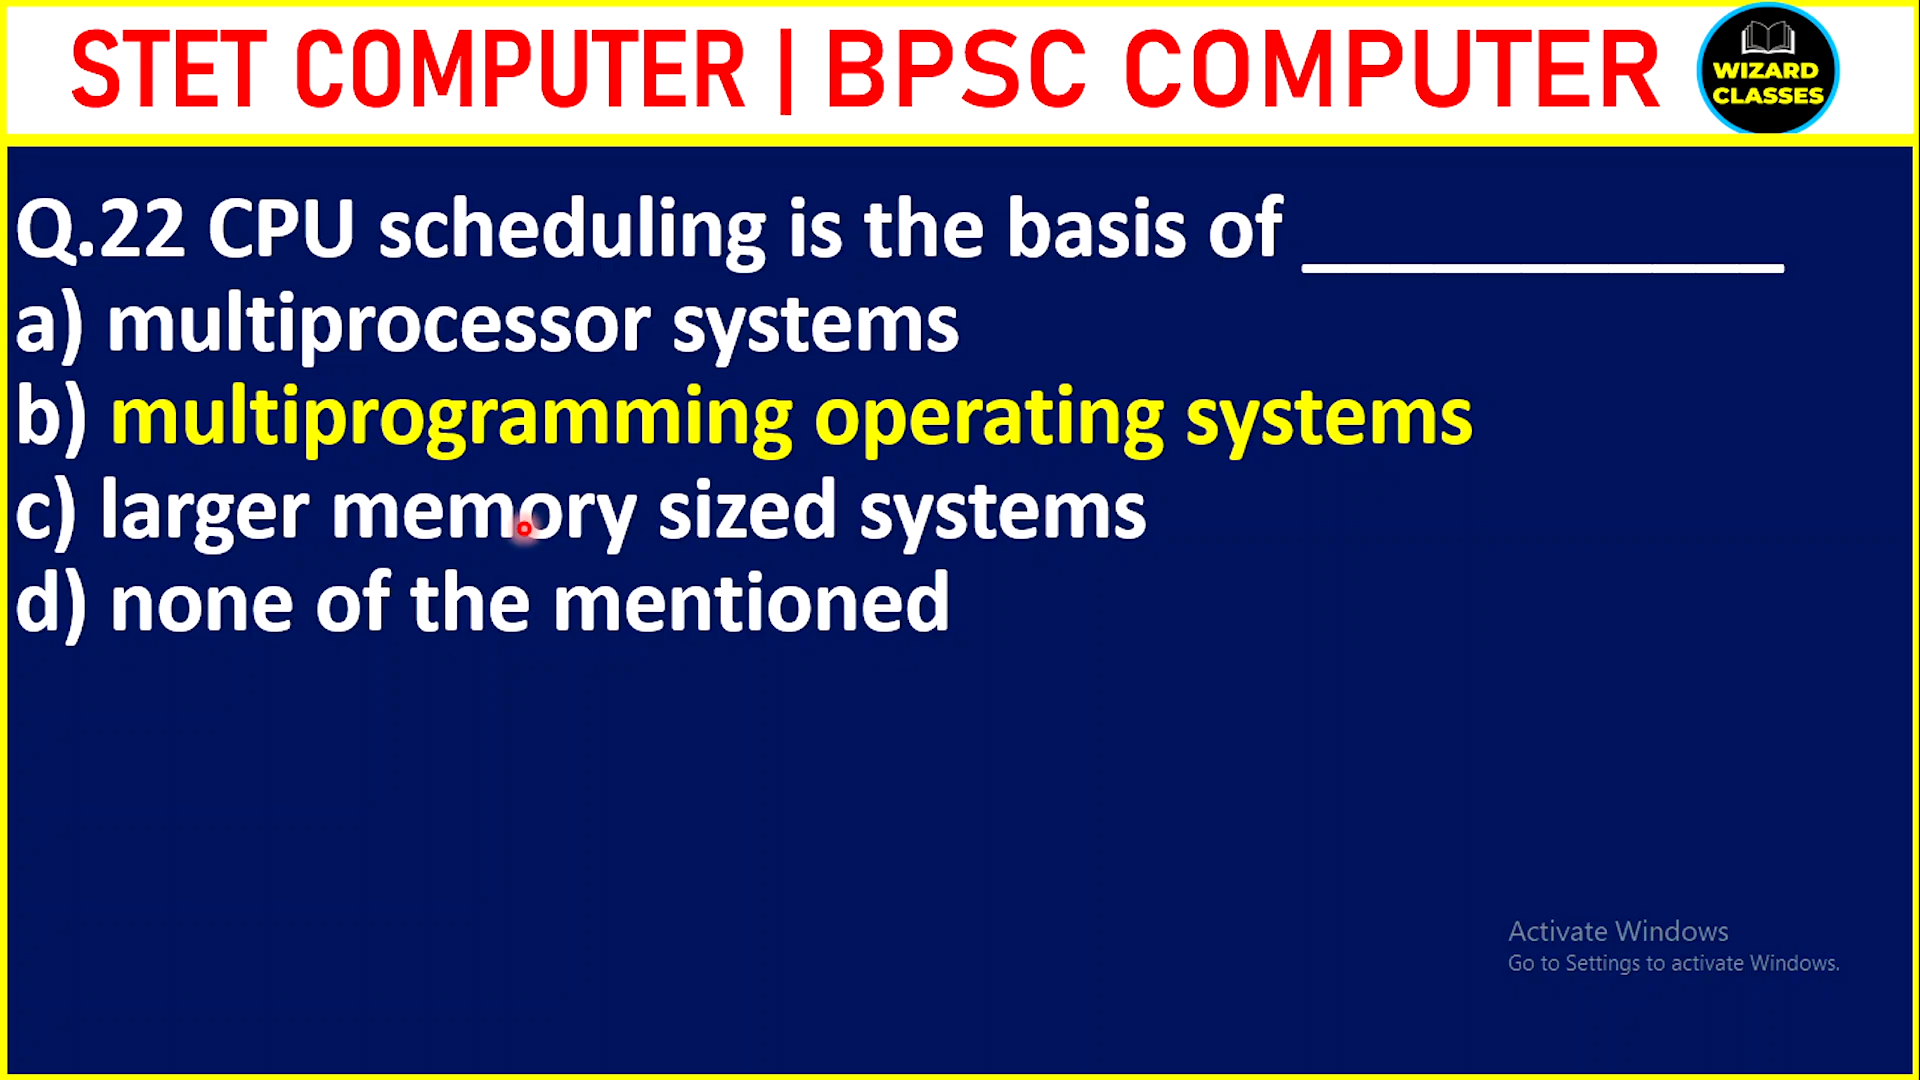 STET COMPUTER | BPSC COMPUTER
WIZARD
CLASSES
Q.22 CPU scheduling is the basis of ____________
a) multiprocessor systems
b) multiprogramming operating systems
c) larger memory sized systems
d) none of the mentioned
Activate Windows
Go to Settings to activate Windows.